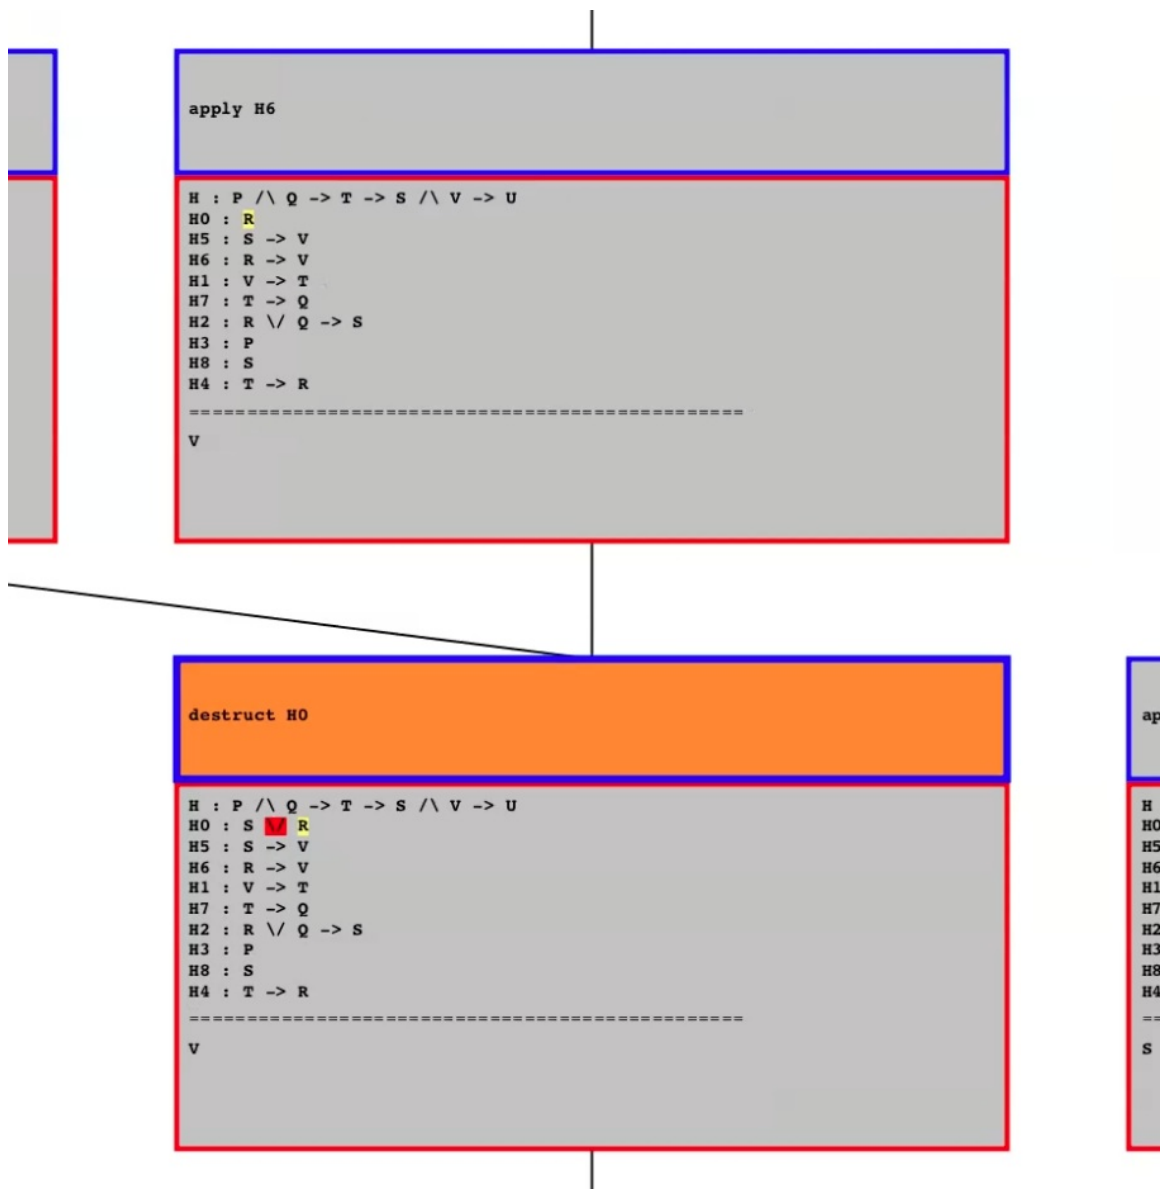 apply H6
H : P /\ Q -> T -> S /\ V -> U
H0 : R
H5 : S -> V
H6 : R -> V
H1 : V -> T
H7 : T -> Q
H2 : R \/ Q -> S
H3 : P
H8 : S
H4 : T -> R
================================================
V
destruct H0
H : P /\ Q -> T -> S /\ V -> U
H0 : S \/ R
H5 : S -> V
H6 : R -> V
H1 : V -> T
H7 : T -> Q
H2 : R \/ Q -> S
H3 : P
H8 : S
H4 : T -> R
================================================
V
ap
H
H0
H5
H6
H1
H7
H2
H3
H8
H4
==
S